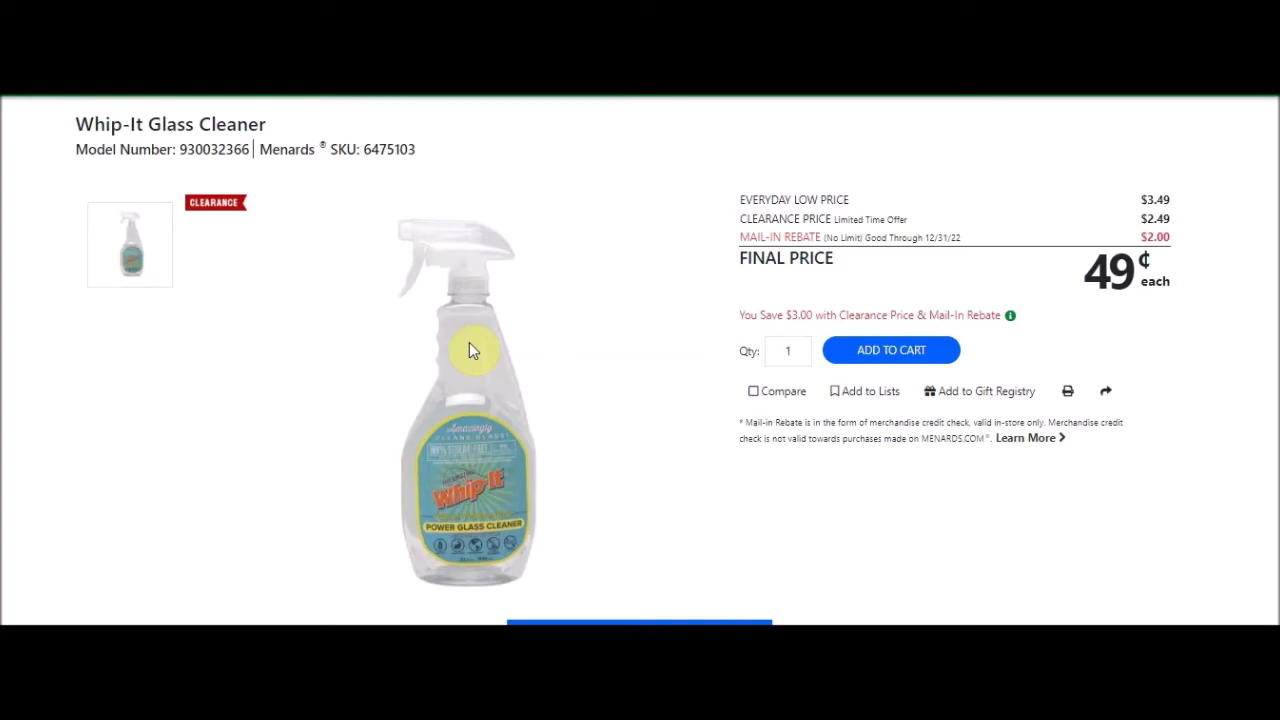 Whip-It Glass Cleaner
Model Number: 930032366 Menards ® SKU: 6475103
CLEARANCE
EVERYDAY LOW PRICE $3.49
CLEARANCE PRICE Limited Time Offer $2.49
MAIL-IN REBATE (No Limit) Good Through 12/31/22 $2.00
FINAL PRICE 49¢ each
You Save $3.00 with Clearance Price & Mail-In Rebate
Qty: 1 ADD TO CART
Compare Add to Lists Add to Gift Registry
* Mail-in Rebate is in the form of merchandise credit check, valid in-store only. Merchandise credit
check is not valid towards purchases made on MENARDS.COM®. Learn More
Amazingly
Whip-It
POWER GLASS CLEANER